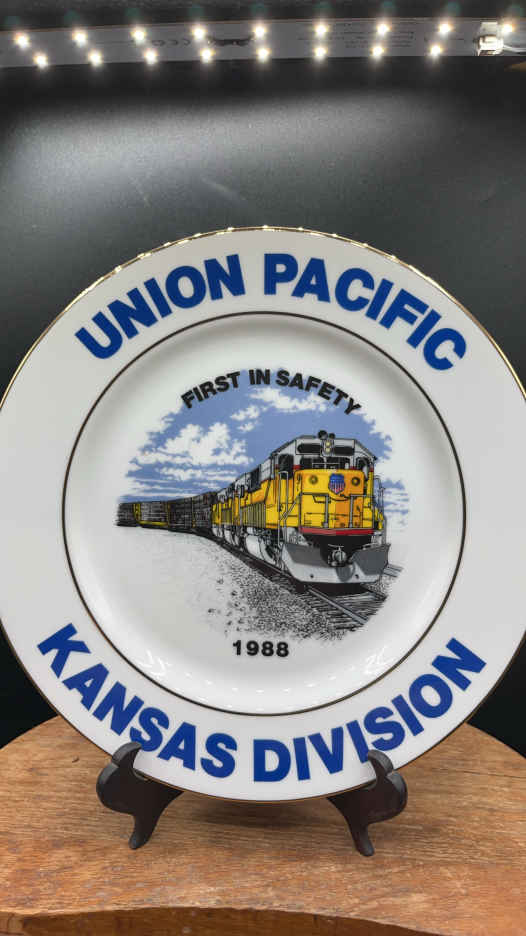 UNION PACIFIC
FIRST IN SAFETY
1988
KANSAS DIVISION